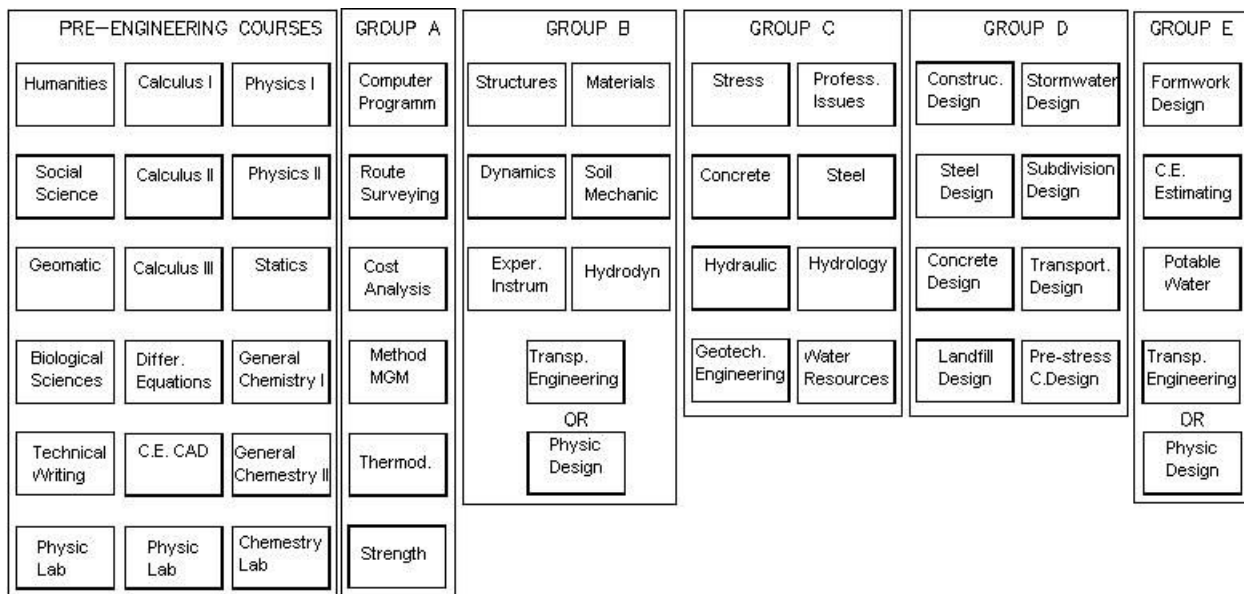 PRE-ENGINEERING COURSES
Humanities
Calculus I
Physics I
Social
Science
Calculus II
Physics II
Geomatic
Calculus III
Statics
Biological
Sciences
Differ.
Equations
General
Chemistry I
Technical
Writing
C.E. CAD
General
Chemestry II
Physic
Lab
Physic
Lab
Chemestry
Lab
GROUP A
Computer
Programm
Route
Surveying
Cost
Analysis
Method
MGM
Thermod.
Strength
GROUP B
Structures
Materials
Dynamics
Soil
Mechanic
Exper.
Instrum
Hydrodyn
Transp.
Engineering
OR
Physic
Design
GROUP C
Stress
Profess.
Issues
Concrete
Steel
Hydraulic
Hydrology
Geotech.
Engineering
Water
Resources
GROUP D
Construc.
Design
Stormwater
Design
Steel
Design
Subdivision
Design
Concrete
Design
Transport.
Design
Landfill
Design
Pre-stress
C.Design
GROUP E
Formwork
Design
C.E.
Estimating
Potable
Water
Transp.
Engineering
OR
Physic
Design